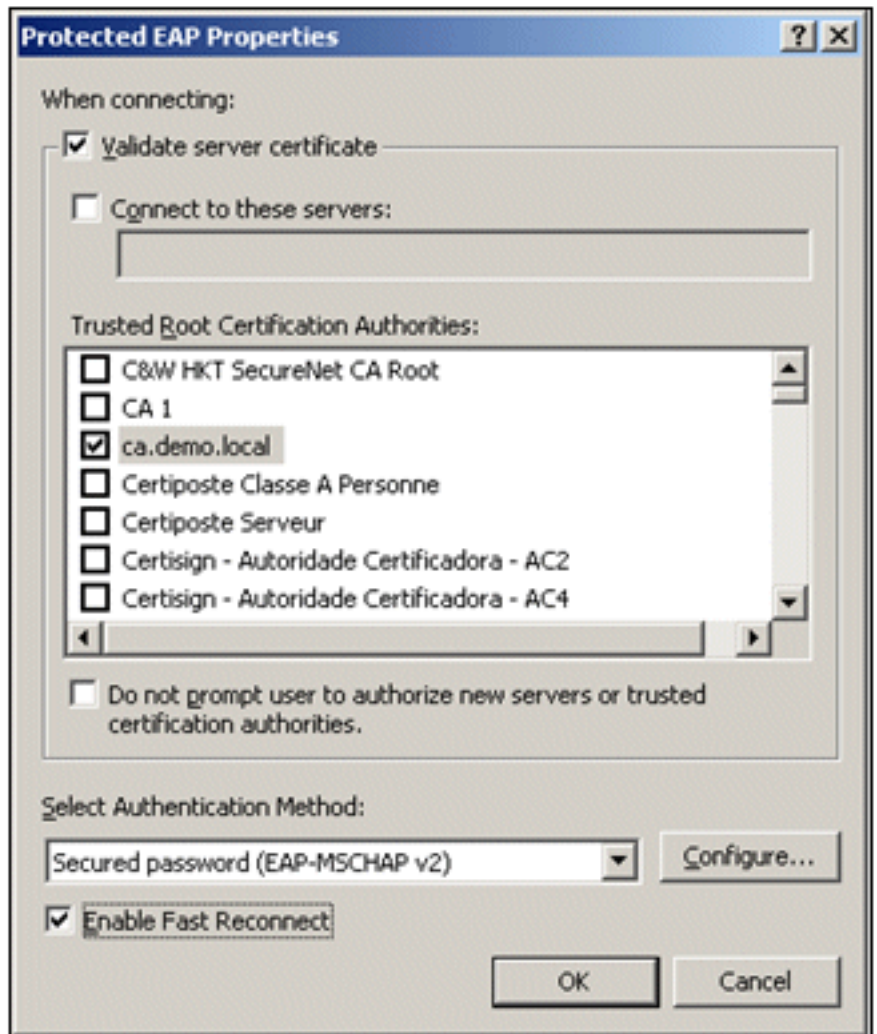 Protected EAP Properties
When connecting:
Validate server certificate
Connect to these servers:
Trusted Root Certification Authorities:
C&W HKT SecureNet CA Root
CA 1
ca.demo.local
Certiposte Classe A Personne
Certiposte Serveur
Certisign - Autoridade Certificadora - AC2
Certisign - Autoridade Certificadora - AC4
Do not prompt user to authorize new servers or trusted
certification authorities.
Select Authentication Method:
Secured password (EAP-MSCHAP v2)
Configure...
Enable Fast Reconnect
OK
Cancel